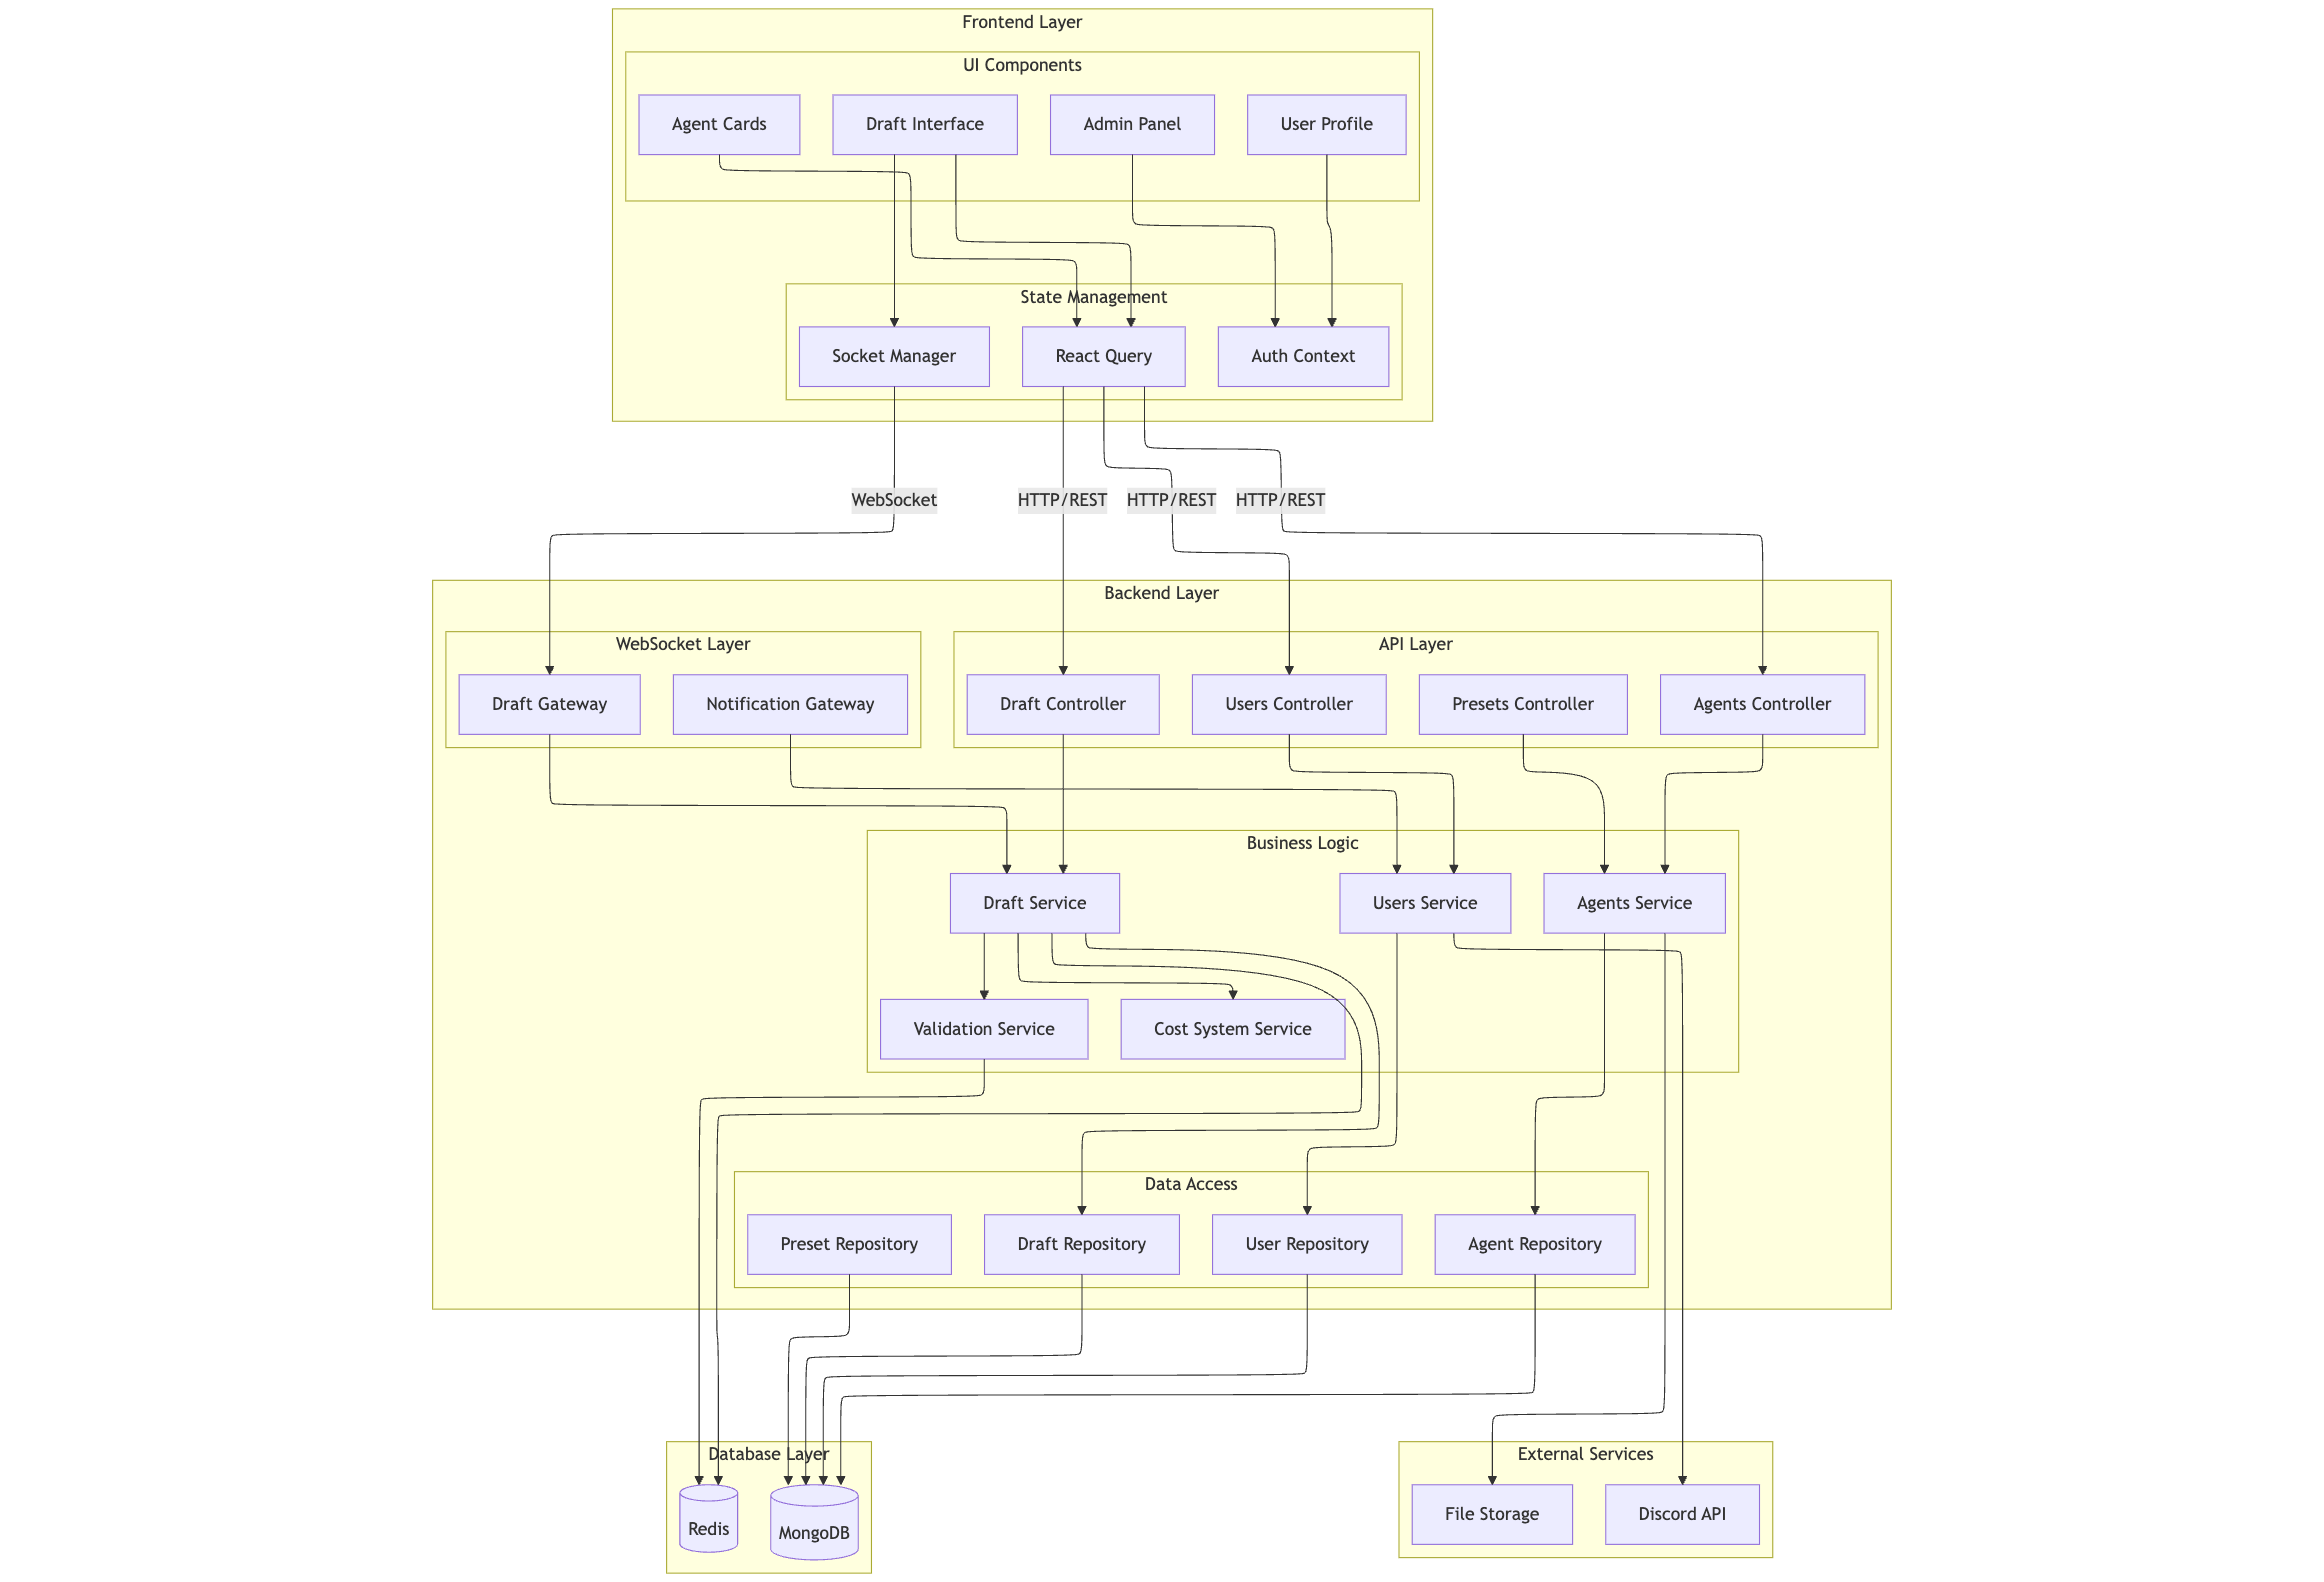 Frontend Layer
UI Components
Agent Cards
Draft Interface
Admin Panel
User Profile
State Management
Socket Manager
React Query
Auth Context
WebSocket
HTTP/REST
HTTP/REST
HTTP/REST
Backend Layer
WebSocket Layer
API Layer
Draft Gateway
Notification Gateway
Draft Controller
Users Controller
Presets Controller
Agents Controller
Business Logic
Draft Service
Users Service
Agents Service
Validation Service
Cost System Service
Data Access
Preset Repository
Draft Repository
User Repository
Agent Repository
Database Layer
External Services
Redis
MongoDB
File Storage
Discord API